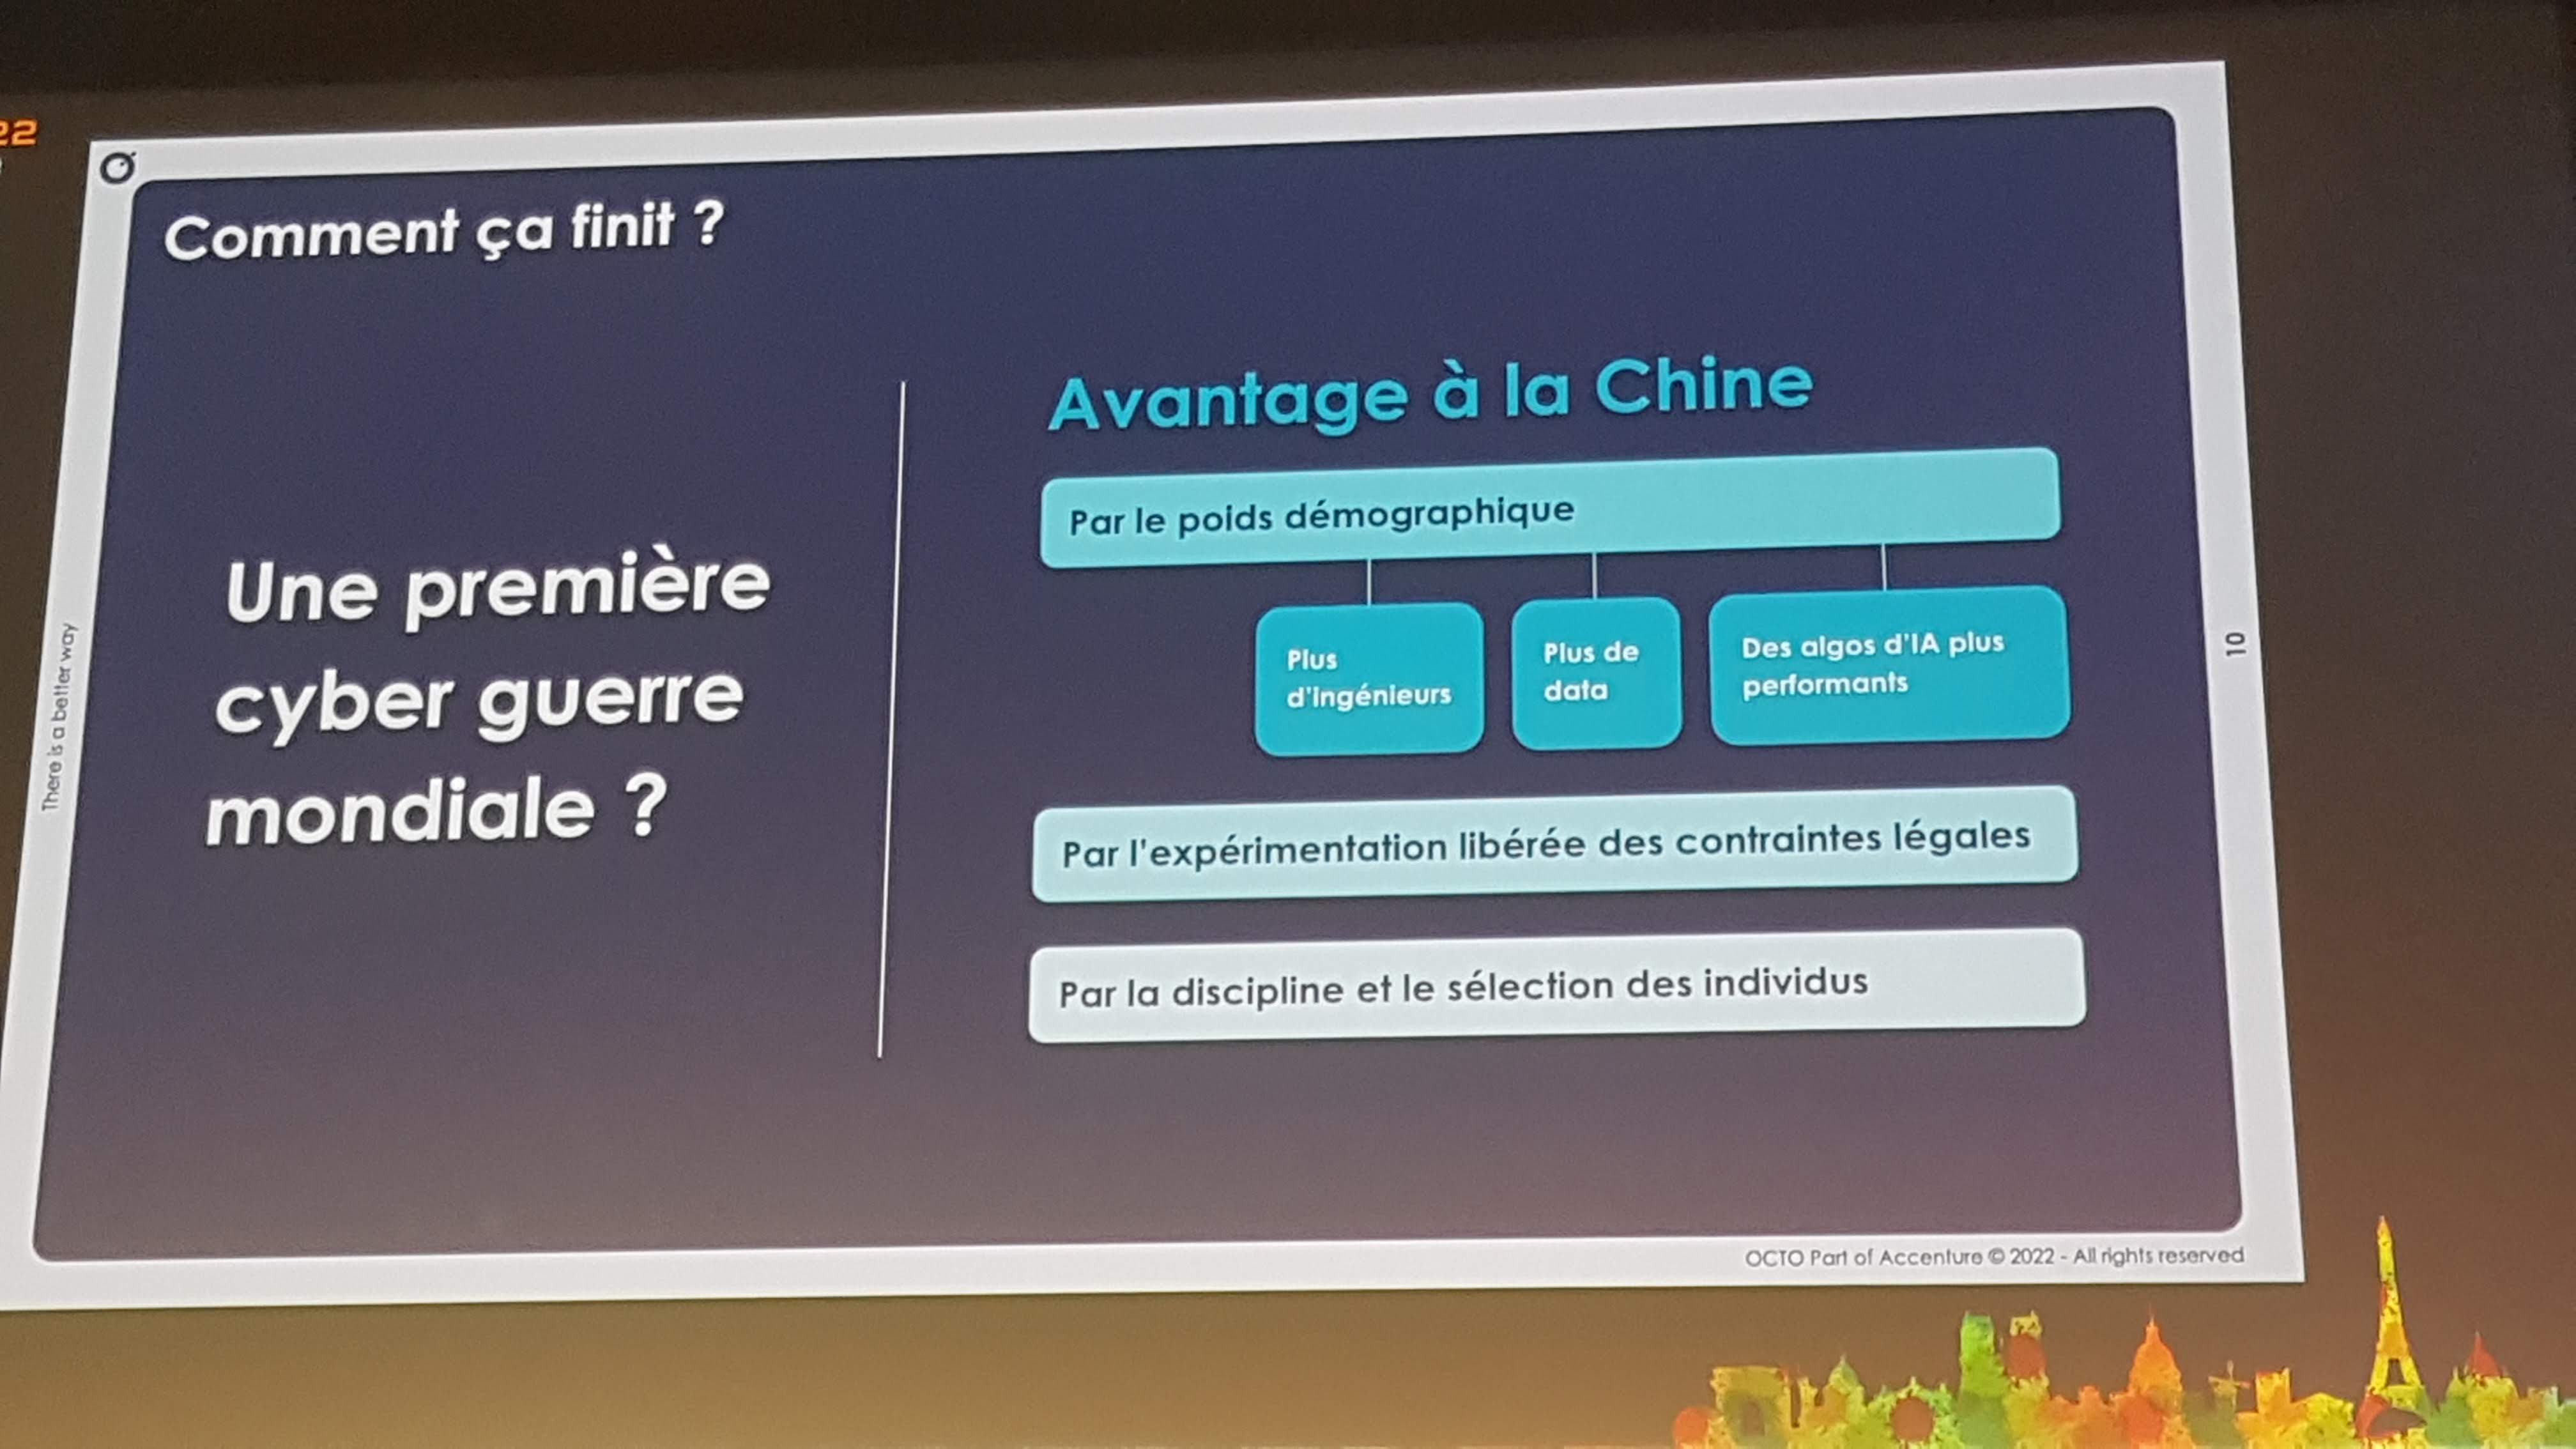 22
Comment ça finit ?
Une première
cyber guerre
mondiale ?
Avantage à la Chine
Par le poids démographique
Plus
d'ingénieurs
Plus de
data
Des algos d'IA plus
performants
Par l'expérimentation libérée des contraintes légales
Par la discipline et le sélection des individus
There is a better way
10
OCTO Part of Accenture © 2022 - All rights reserved